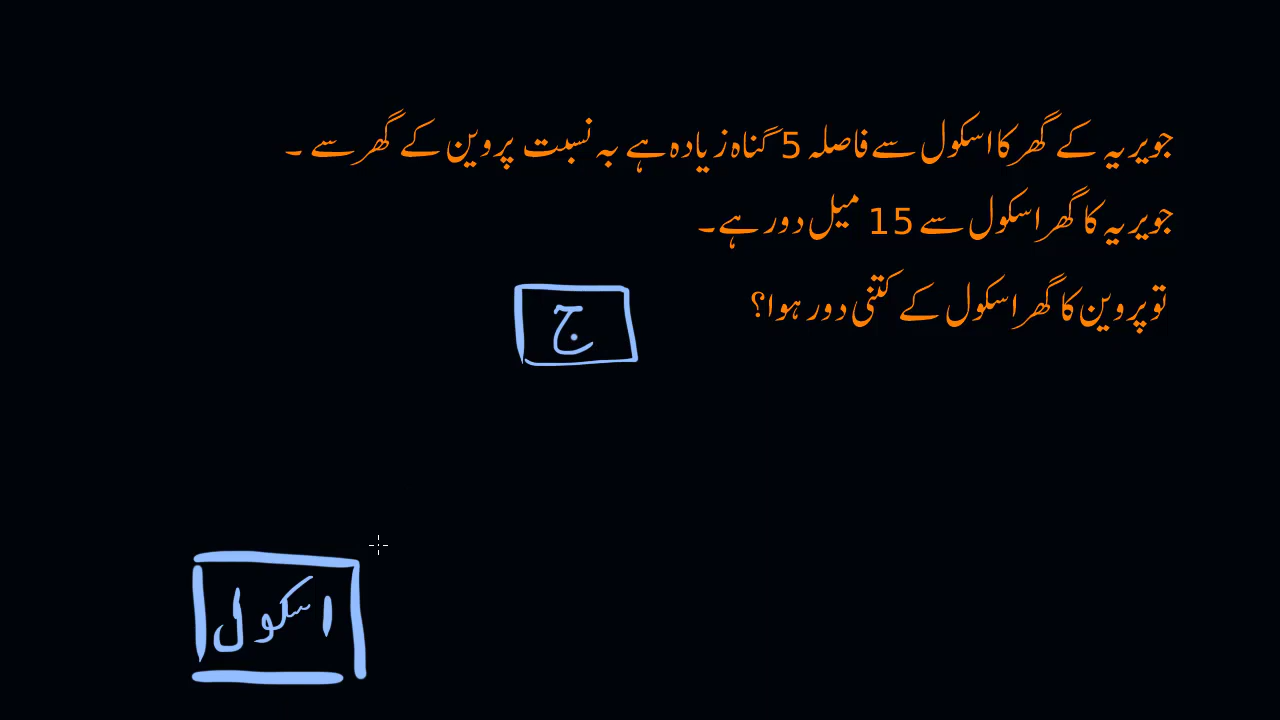 جویریہ کے گھر کا اسکول سے فاصلہ 5 گناہ زیادہ ہے بہ نسبت پروین کے گھر سے ۔
جویریہ کا گھر اسکول سے 15 میل دور ہے۔
تو پروین کا گھر اسکول کے کتنی دور ہوا؟
ج
اسکول